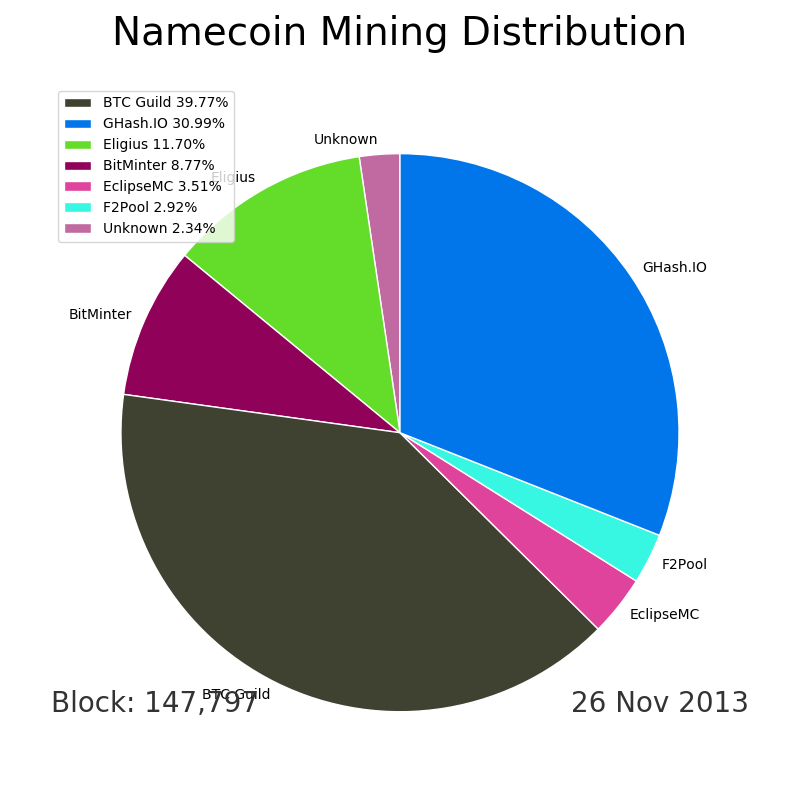 Namecoin Mining Distribution
BTC Guild 39.77%
GHash.IO 30.99%
Eligius 11.70%
BitMinter 8.77%
EclipseMC 3.51%
F2Pool 2.92%
Unknown 2.34%
Unknown
Eligius
GHash.IO
BitMinter
F2Pool
EclipseMC
BTC Guild
Block: 147,797
26 Nov 2013